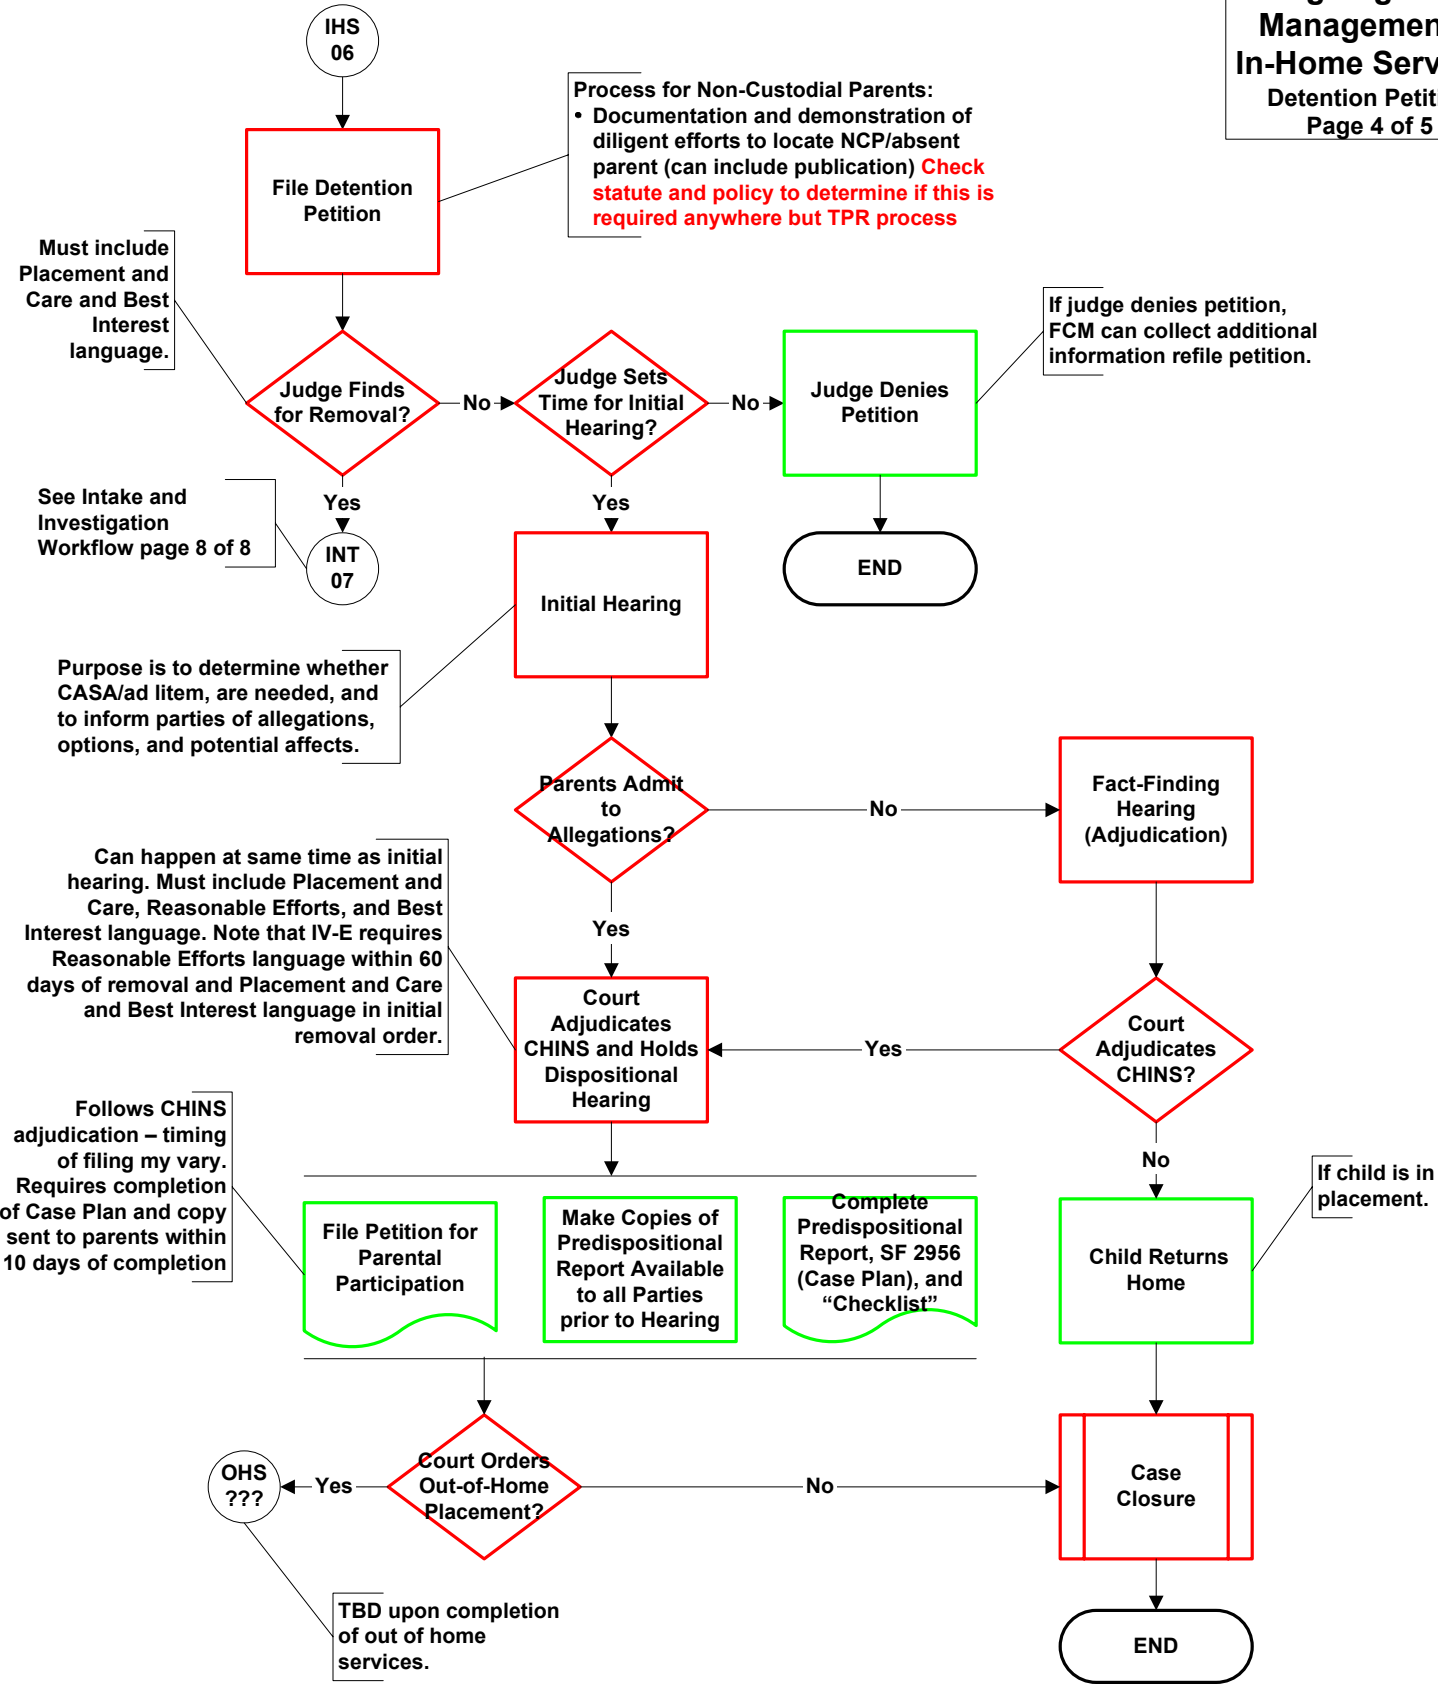 IHS
06
Management
In-Home Serv
Page 4 of 5
Process for Non-Custodial Parents:
• Documentation and demonstration of
diligent efforts to locate NCP/absent
parent (can include publication) Check
statute and policy to determine if this is
required anywhere but TPR process
File Detention
Petition
Must include
Placement and
Care and Best
Interest
language.
If judge denies petition,
FCM can collect additional
information refile petition.
Judge Finds
for Removal?
No
Judge Sets
Time for Initial
Hearing?
No
Judge Denies
Petition
See Intake and
Investigation
Workflow page 8 of 8
Yes
INT
07
Yes
END
Initial Hearing
Purpose is to determine whether
CASA/ad litem, are needed, and
to inform parties of allegations,
options, and potential affects.
Parents Admit
to
Allegations?
No
Fact-Finding
Hearing
(Adjudication)
Can happen at same time as initial
hearing. Must include Placement and
Care, Reasonable Efforts, and Best
Interest language. Note that IV-E requires
Reasonable Efforts language within 60
days of removal and Placement and Care
and Best Interest language in initial
removal order.
Yes
Court
Adjudicates
CHINS and Holds
Dispositional
Hearing
Yes
Court
Adjudicates
CHINS?
Follows CHINS
adjudication – timing
of filing my vary.
Requires completion
of Case Plan and copy
sent to parents within
10 days of completion
No
If child is in
placement.
File Petition for
Parental
Participation
Make Copies of
Predispositional
Report Available
to all Parties
prior to Hearing
Complete
Predispositional
Report, SF 2956
(Case Plan), and
“Checklist”
Child Returns
Home
Court Orders
Out-of-Home
Placement?
Yes
OHS
???
No
Case
Closure
TBD upon completion
of out of home
services.
END